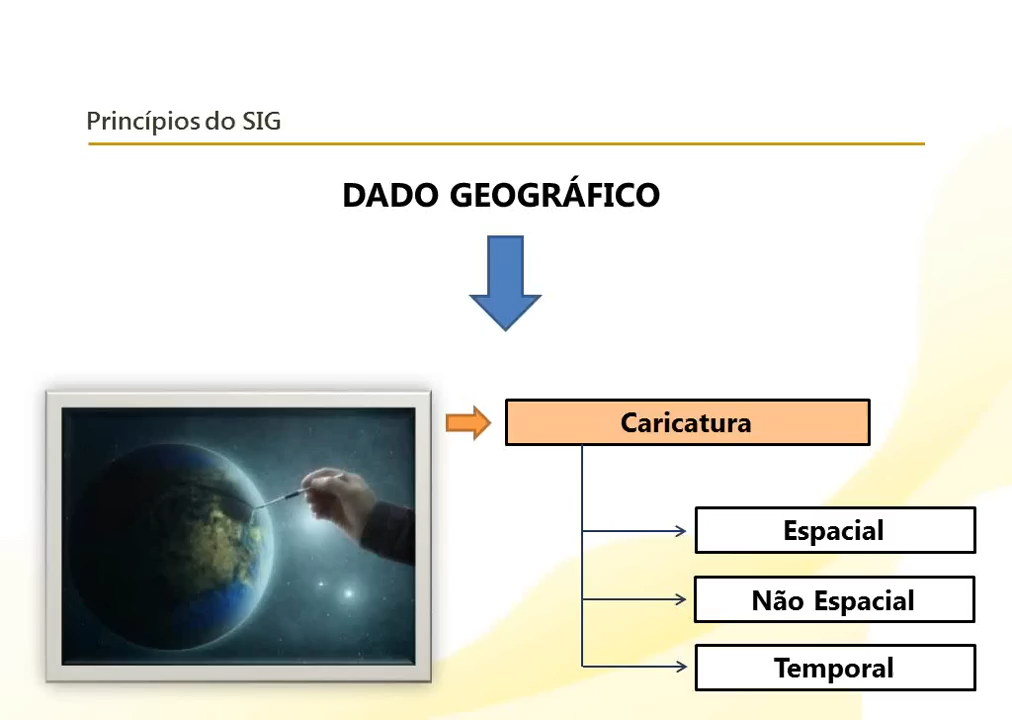 Princípios do SIG
DADO GEOGRÁFICO
Caricatura
Espacial
Não Espacial
Temporal